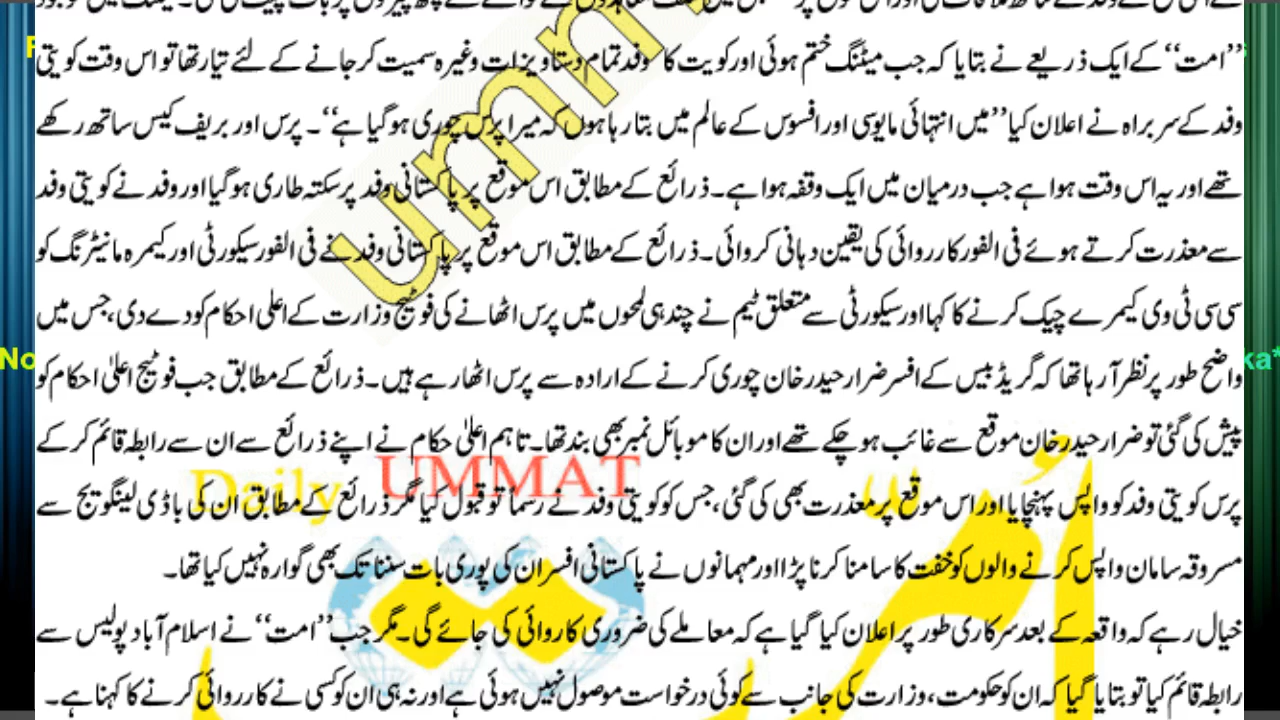 ’’امت‘‘ کے ایک ذریعے نے بتایا کہ جب میٹنگ ختم ہوئی اور کویت کا وفد تمام دستاویزات وغیرہ سمیت کر جانے کے لئے تیار تھا تو اس وقت کویتی
وفد کے سربراہ نے اعلان کیا ’’میں انتہائی مایوسی اور افسوس کے عالم میں بتا رہا ہوں کہ میرا پرس چوری ہو گیا ہے‘‘۔ پرس اور بریف کیس ساتھ رکھے
تھے اور یہ اس وقت ہوا ہے جب درمیان میں ایک وقفہ ہوا ہے۔ ذرائع کے مطابق اس موقع پر پاکستانی وفد پر سکتہ طاری ہو گیا اور وفد نے کویتی وفد
سے معذرت کرتے ہوئے فی الفور کارروائی کی یقین دہانی کروائی۔ ذرائع کے مطابق اس موقع پر پاکستانی وفد نے فی الفور سیکورٹی اور کیمرہ مانیٹرنگ کو
سی سی ٹی وی کیمرے چیک کرنے کا کہا اور سیکورٹی سے متعلق ٹیم نے چند ہی لمحوں میں پرس اٹھانے کی فوٹیج وزارت کے اعلی احکام کو دے دی، جس میں
واضح طور پر نظر آ رہا تھا کہ گریڈ بیس کے افسر ضرار حیدر خان چوری کرنے کے ارادہ سے پرس اٹھا رہے ہیں۔ ذرائع کے مطابق جب فوٹیج اعلیٰ احکام کو
پیش کی گئی تو ضرار حیدر خان موقع سے غائب ہو چکے تھے اور ان کا موبائل نمبر بھی بند تھا۔ تاہم اعلیٰ حکام نے اپنے ذرائع سے ان سے رابطہ قائم کر کے
پرس کویتی وفد کو واپس پہنچایا اور اس موقع پر معذرت بھی کی گئی، جس کو کویتی وفد نے رسماً تو قبول کیا مگر ذرائع کے مطابق ان کی باڈی لینگویج سے
مسروقہ سامان واپس کرنے والوں کو خفت کا سامنا کرنا پڑا اور مہمانوں نے پاکستانی افسران کی پوری بات سننا تک بھی گوارہ نہیں کیا تھا۔
خیال رہے کہ واقعہ کے بعد سرکاری طور پر اعلان کیا گیا ہے کہ معاملے کی ضروری کاروائی کی جائے گی۔ مگر جب ’’امت‘‘ نے اسلام آباد پولیس سے
رابطہ قائم کیا تو بتایا گیا کہ ان کو حکومت، وزارت کی جانب سے کوئی درخواست موصول نہیں ہوئی ہے اور نہ ہی ان کو کسی نے کارروائی کرنے کا کہنا ہے۔
Daily UMMAT
امت